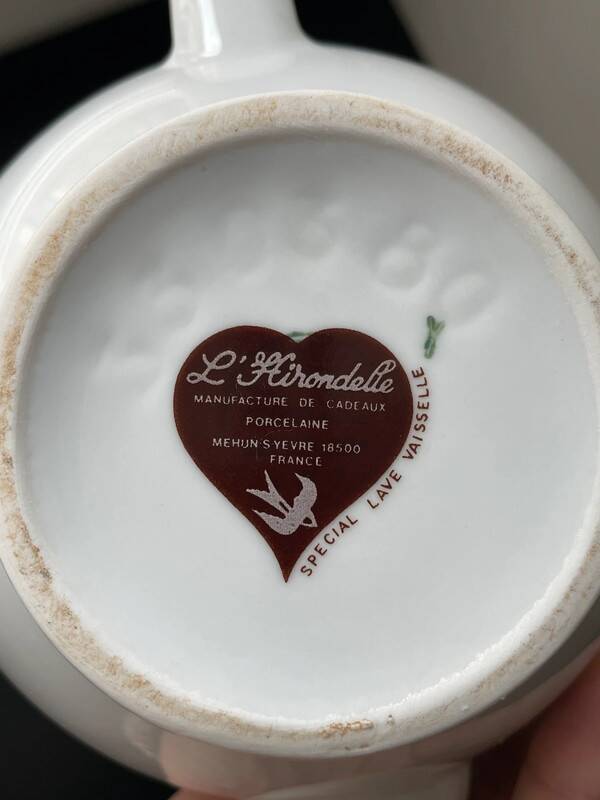 L'Hirondelle
MANUFACTURE DE CADEAUX
PORCELAINE
MEHUN S YEVRE 18500
FRANCE
SPECIAL LAVE VAISSELLE